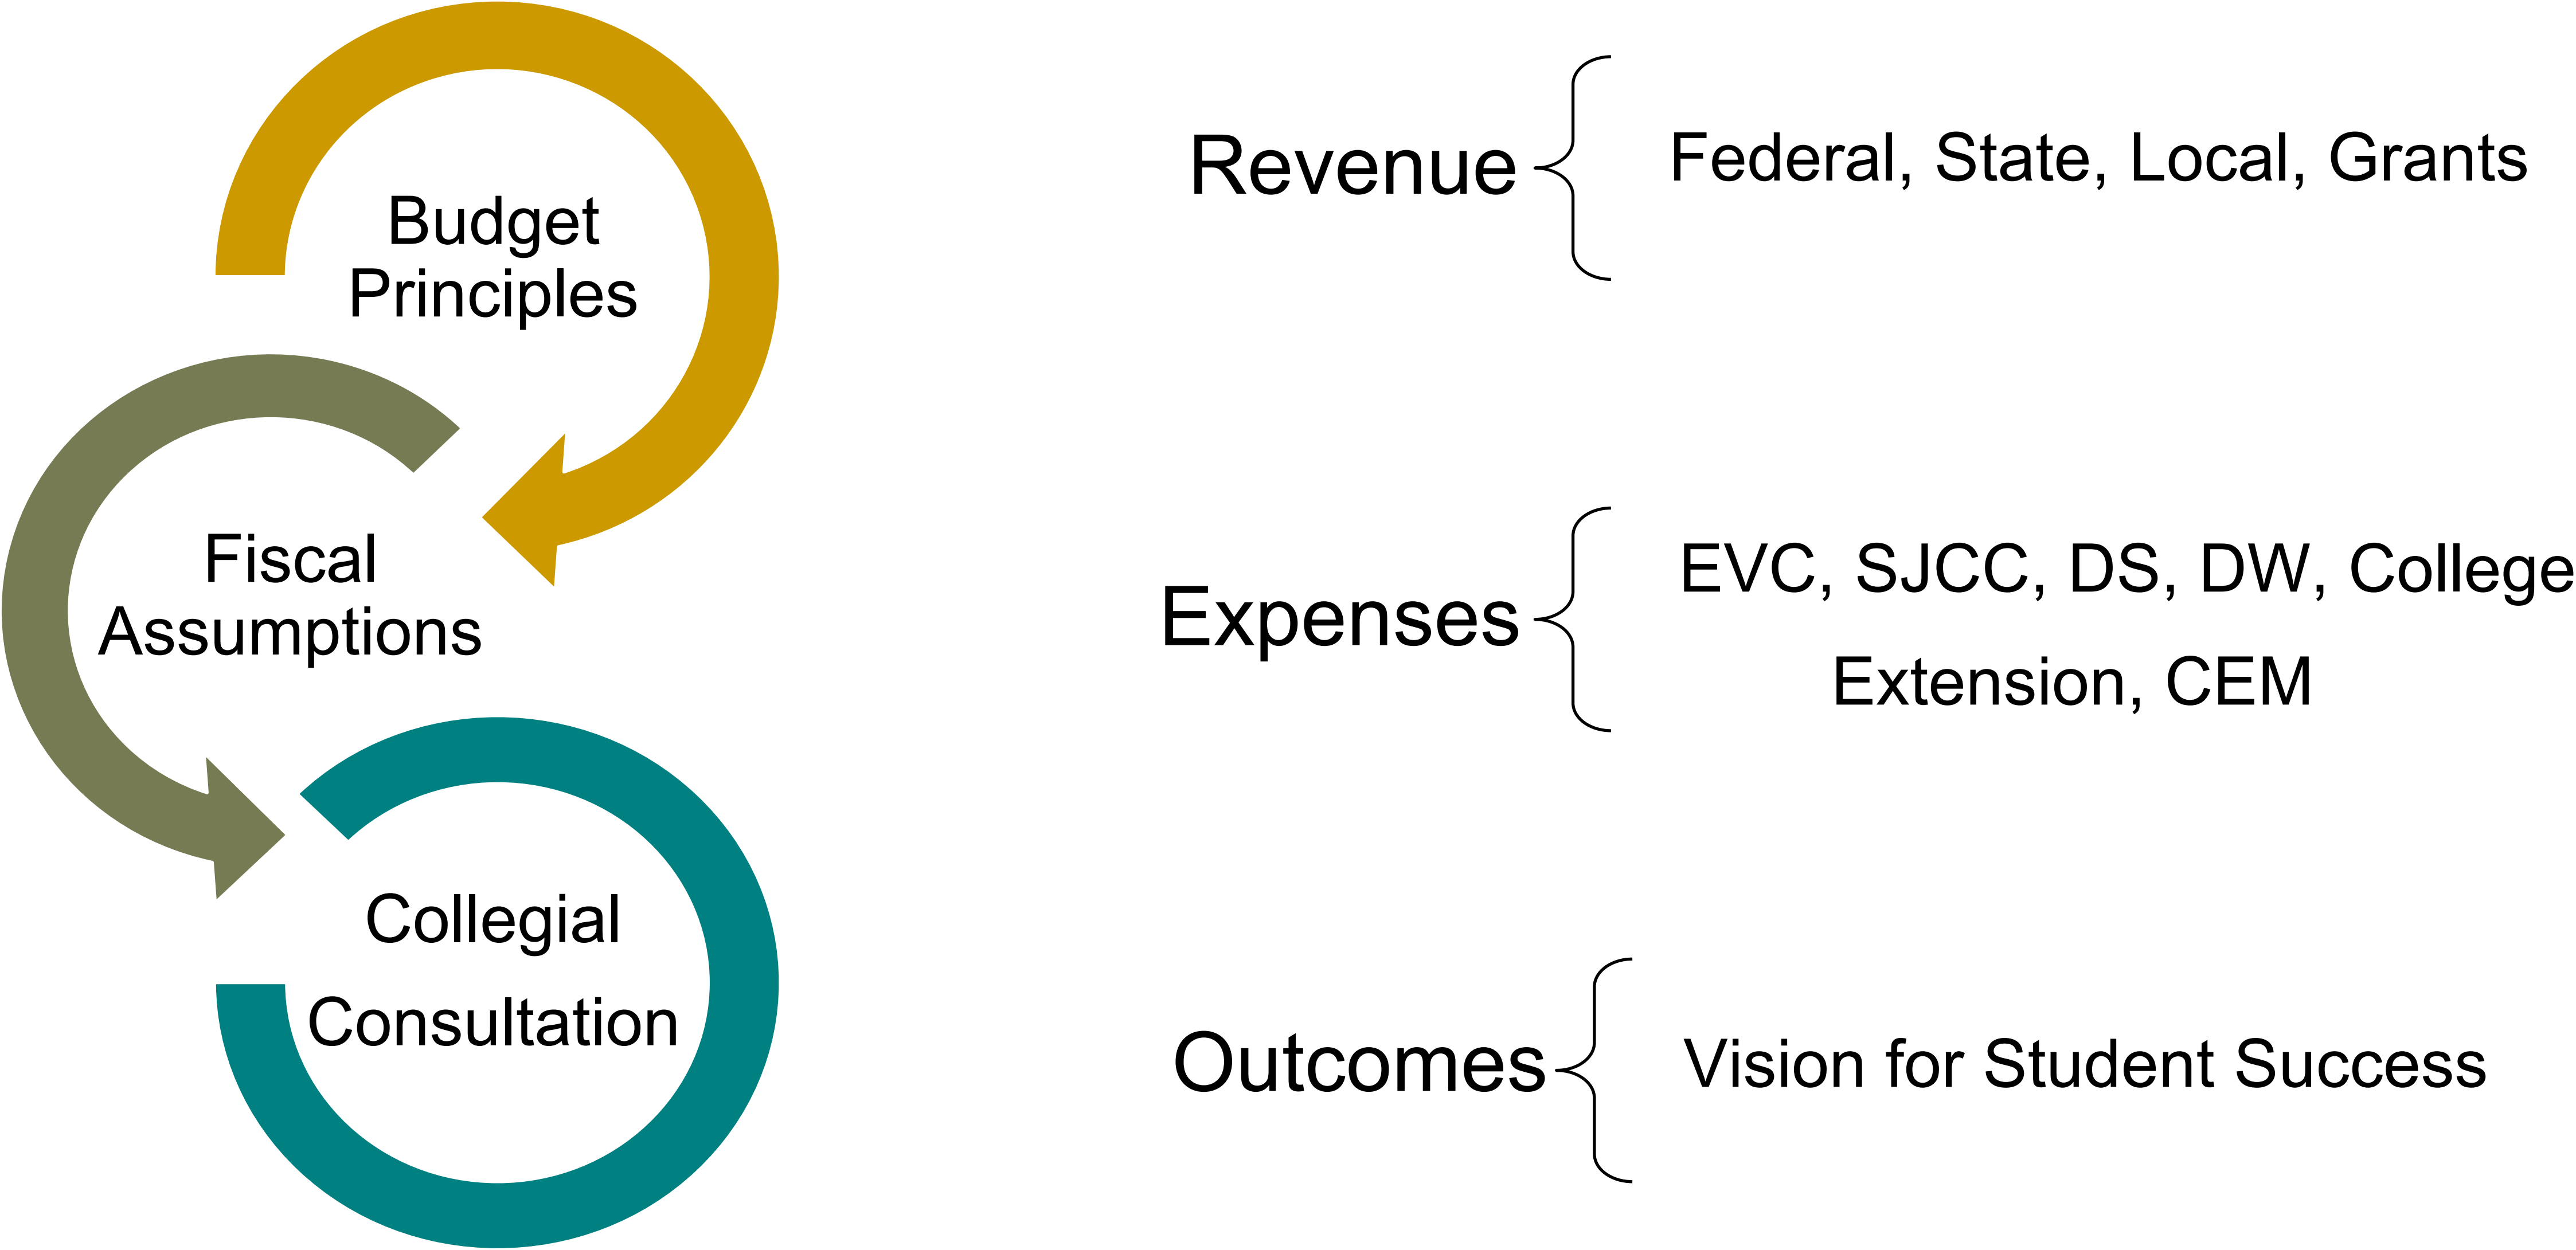 Budget
Principles
Fiscal
Assumptions
Collegial
Consultation
Revenue
Federal, State, Local, Grants
Expenses
EVC, SJCC, DS, DW, College
Extension, CEM
Outcomes
Vision for Student Success